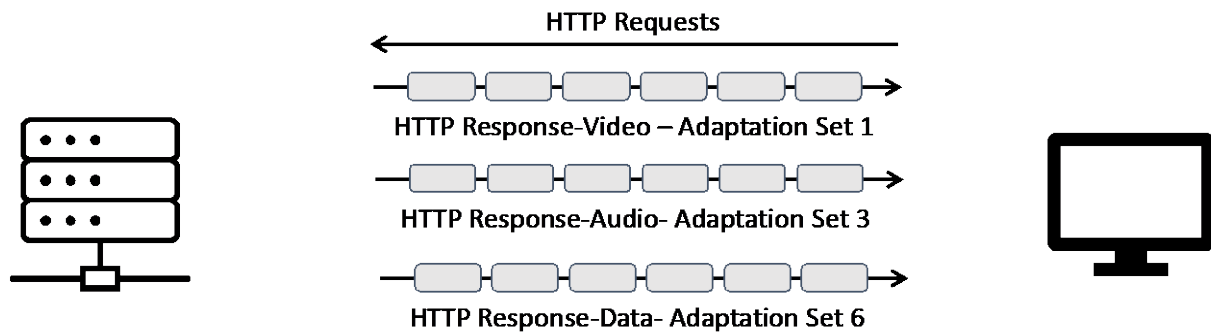 HTTP Requests
HTTP Response-Video – Adaptation Set 1
HTTP Response-Audio- Adaptation Set 3
HTTP Response-Data- Adaptation Set 6